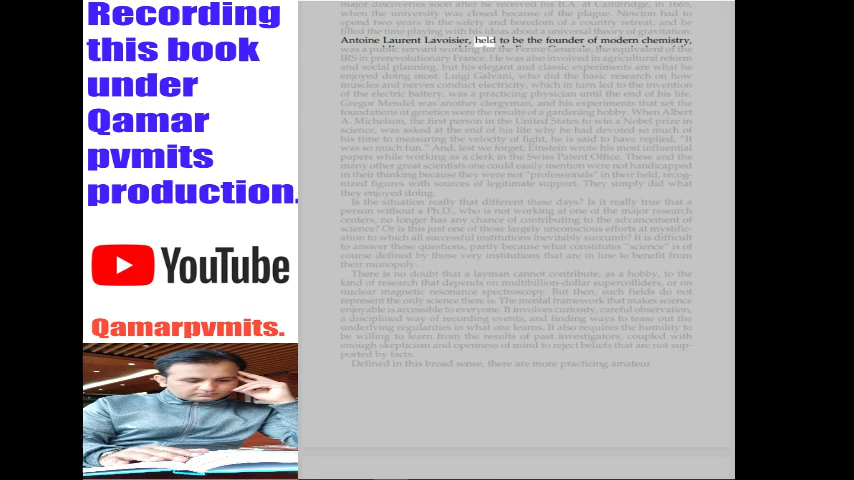 Recording
this book
under
Qamar
pvmits
production.
YouTube
Qamarpvmits.
major discoveries soon after he received his B.A. at Cambridge, in 1665,
when the university was closed because of the plague. Newton had to
spend two years in the safety and boredom of a country retreat, and he
filled the time playing with his ideas about a universal theory of gravitation.
Antoine Laurent Lavoisier, held to be the founder of modern chemistry,
was a public servant working for the Ferme Generale, the equivalent of the
IRS in prerevolutionary France. He was also involved in agricultural reform
and social planning, but his elegant and classic experiments are what he
enjoyed doing most. Luigi Galvani, who did the basic research on how
muscles and nerves conduct electricity, which in turn led to the invention
of the electric battery, was a practicing physician until the end of his life.
Gregor Mendel was another clergyman, and his experiments that set the
foundations of genetics were the results of a gardening hobby. When Albert
A. Michelson, the first person in the United States to win a Nobel prize in
science, was asked at the end of his life why he had devoted so much of
his time to measuring the velocity of light, he is said to have replied, "It
was so much fun." And, lest we forget, Einstein wrote his most influential
papers while working as a clerk in the Swiss Patent Office. These and the
many other great scientists one could easily mention were not handicapped
in their thinking because they were not "professionals" in their field, recog-
nized figures with sources of legitimate support. They simply did what
they enjoyed doing.
Is the situation really that different these days? Is it really true that a
person without a Ph.D., who is not working at one of the major research
centers, no longer has any chance of contributing to the advancement of
science? Or is this just one of those largely unconscious efforts at mystific-
ation to which all successful institutions inevitably succumb? It is difficult
to answer these questions, partly because what constitutes "science" is of
course defined by those very institutions that are in line to benefit from
their monopoly.
There is no doubt that a layman cannot contribute, as a hobby, to the
kind of research that depends on multibillion-dollar supercolliders, or on
nuclear magnetic resonance spectroscopy. But then, such fields do not
represent the only science there is. The mental framework that makes science
enjoyable is accessible to everyone. It involves curiosity, careful observation,
a disciplined way of recording events, and finding ways to tease out the
underlying regularities in what one learns. It also requires the humility to
be willing to learn from the results of past investigators, coupled with
enough skepticism and openness of mind to reject beliefs that are not sup-
ported by facts.
Defined in this broad sense, there are more practicing amateur